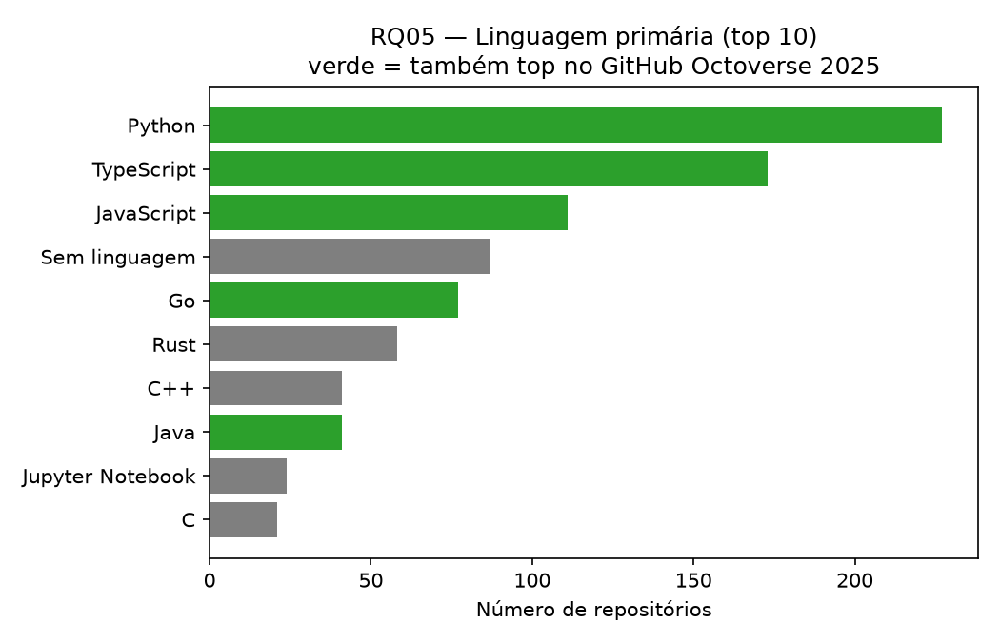 RQ05 — Linguagem primária (top 10)
verde = também top no GitHub Octoverse 2025
Python
TypeScript
JavaScript
Sem linguagem
Go
Rust
C++
Java
Jupyter Notebook
C
0 50 100 150 200
Número de repositórios